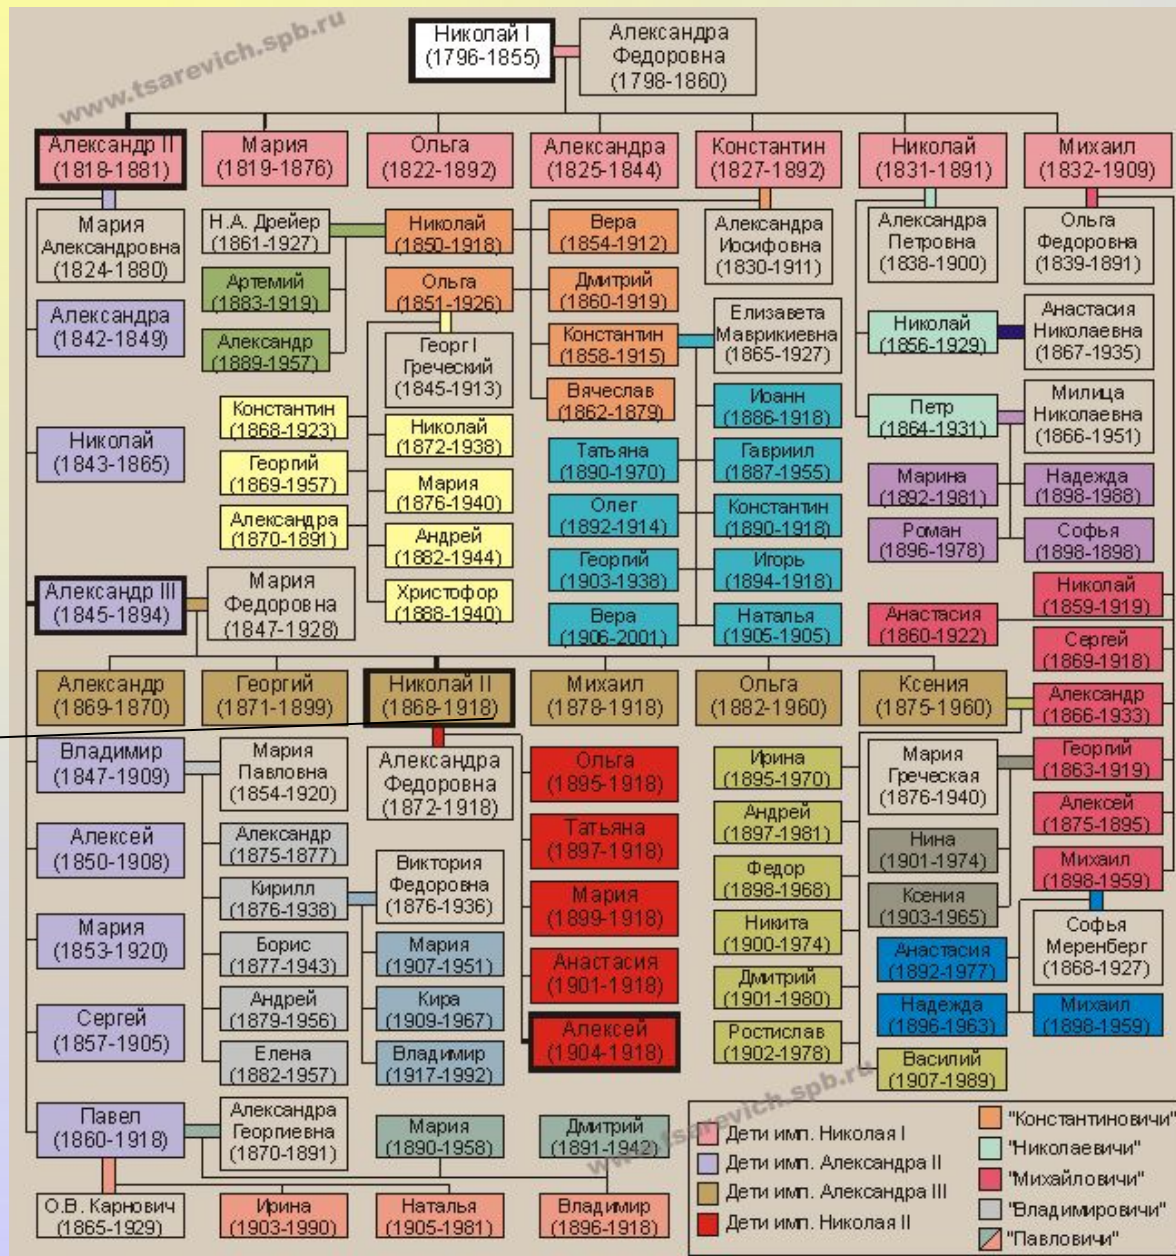 www.tsarevich.spb.ru
Николай I
(1796-1855)
Александра
Федоровна
(1798-1860)
Александр II
(1818-1881)
Мария
(1819-1876)
Ольга
(1822-1892)
Александра
(1825-1844)
Константин
(1827-1892)
Николай
(1831-1891)
Михаил
(1832-1909)
Мария
Александровна
(1824-1880)
Н.А. Дрейер
(1861-1927)
Николай
(1850-1918)
Вера
(1854-1912)
Александра
Иосифовна
(1830-1911)
Александра
Петровна
(1838-1900)
Ольга
Федоровна
(1839-1891)
Артемий
(1883-1919)
Ольга
(1851-1926)
Дмитрий
(1860-1919)
Александра
(1842-1849)
Александр
(1889-1957)
Георг I
Греческий
(1845-1913)
Константин
(1858-1915)
Елизавета
Маврикиевна
(1865-1927)
Николай
(1856-1929)
Анастасия
Николаевна
(1867-1935)
Вячеслав
(1862-1879)
Константин
(1868-1923)
Николай
(1872-1938)
Иоанн
(1886-1918)
Петр
(1864-1931)
Милица
Николаевна
(1866-1951)
Николай
(1843-1865)
Георгий
(1869-1957)
Мария
(1876-1940)
Татьяна
(1890-1970)
Гавриил
(1887-1955)
Марина
(1892-1981)
Надежда
(1898-1988)
Александра
(1870-1891)
Андрей
(1882-1944)
Олег
(1892-1914)
Константин
(1890-1918)
Роман
(1896-1978)
Софья
(1898-1898)
Александр III
(1845-1894)
Мария
Федоровна
(1847-1928)
Христофор
(1888-1940)
Георгий
(1903-1938)
Игорь
(1894-1918)
Николай
(1859-1919)
Вера
(1906-2001)
Наталья
(1905-1905)
Анастасия
(1860-1922)
Сергей
(1869-1918)
Александр
(1869-1870)
Георгий
(1871-1899)
Николай II
(1868-1918)
Михаил
(1878-1918)
Ольга
(1882-1960)
Ксения
(1875-1960)
Александр
(1866-1933)
Владимир
(1847-1909)
Мария
Павловна
(1854-1920)
Александра
Федоровна
(1872-1918)
Ольга
(1895-1918)
Ирина
(1895-1970)
Мария
Греческая
(1876-1940)
Георгий
(1863-1919)
Алексей
(1850-1908)
Александр
(1875-1877)
Татьяна
(1897-1918)
Андрей
(1897-1981)
Нина
(1901-1974)
Алексей
(1875-1895)
Кирилл
(1876-1938)
Виктория
Федоровна
(1876-1936)
Мария
(1899-1918)
Федор
(1898-1968)
Ксения
(1903-1965)
Михаил
(1898-1959)
Мария
(1853-1920)
Борис
(1877-1943)
Мария
(1907-1951)
Анастасия
(1901-1918)
Никита
(1900-1974)
Анастасия
(1892-1977)
Софья
Меренберг
(1868-1927)
Сергей
(1857-1905)
Андрей
(1879-1956)
Кира
(1909-1967)
Алексей
(1904-1918)
Дмитрий
(1901-1980)
Надежда
(1896-1963)
Михаил
(1898-1959)
Елена
(1882-1957)
Владимир
(1917-1992)
Ростислав
(1902-1978)
Василий
(1907-1989)
www.tsarevich.spb.ru
Павел
(1860-1918)
Александра
Георгиевна
(1870-1891)
Мария
(1890-1958)
Дмитрий
(1891-1942)
О.В. Карнович
(1865-1929)
Ирина
(1903-1990)
Наталья
(1905-1981)
Владимир
(1896-1918)
Дети имп. Николая I
Дети имп. Александра II
Дети имп. Александра III
Дети имп. Николая II
"Константиновичи"
"Николаевичи"
"Михайловичи"
"Владимировичи"
"Павловичи"